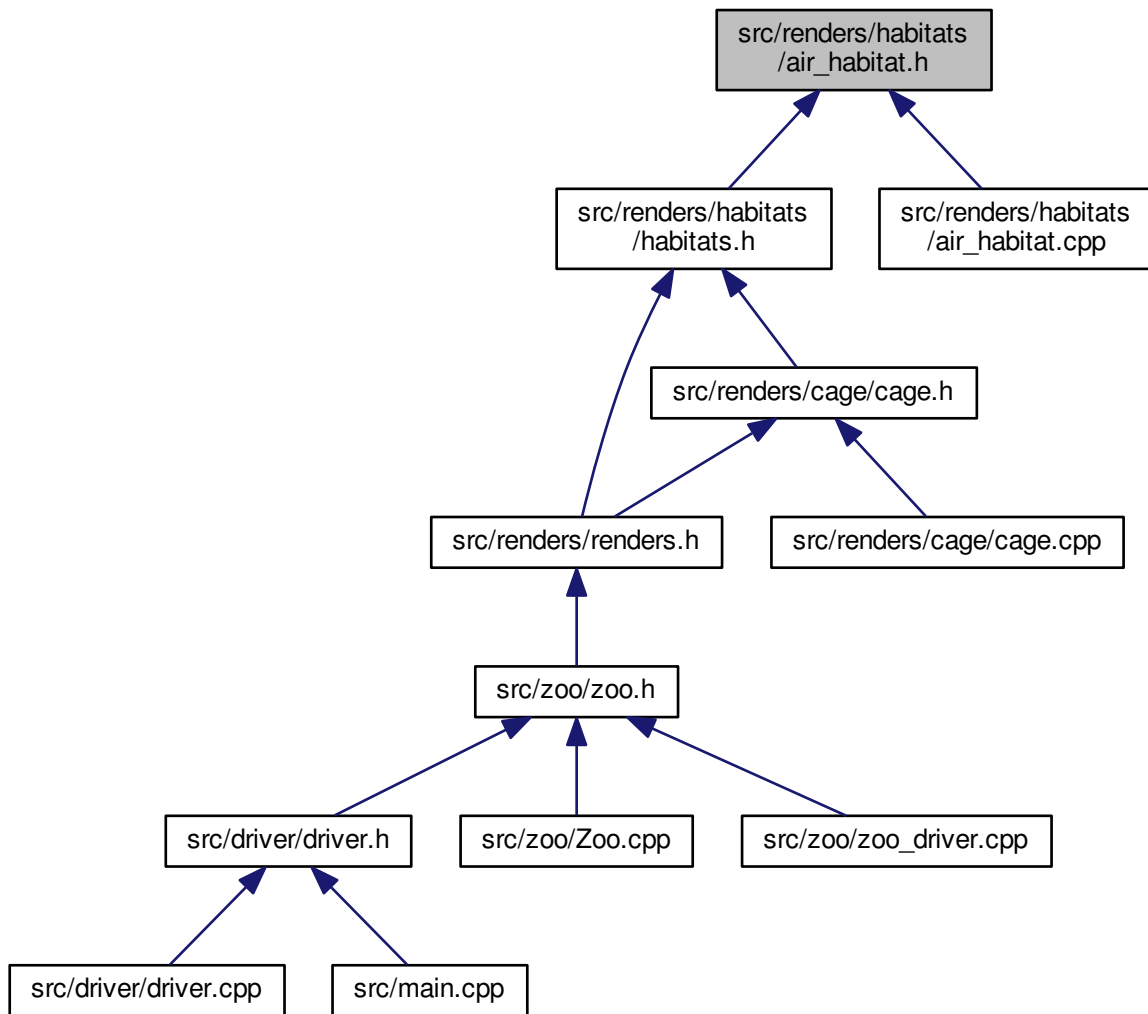 src/renders/habitats
/air_habitat.h
src/renders/habitats
/habitats.h
src/renders/habitats
/air_habitat.cpp
src/renders/cage/cage.h
src/renders/renders.h
src/renders/cage/cage.cpp
src/zoo/zoo.h
src/driver/driver.h
src/zoo/Zoo.cpp
src/zoo/zoo_driver.cpp
src/driver/driver.cpp
src/main.cpp